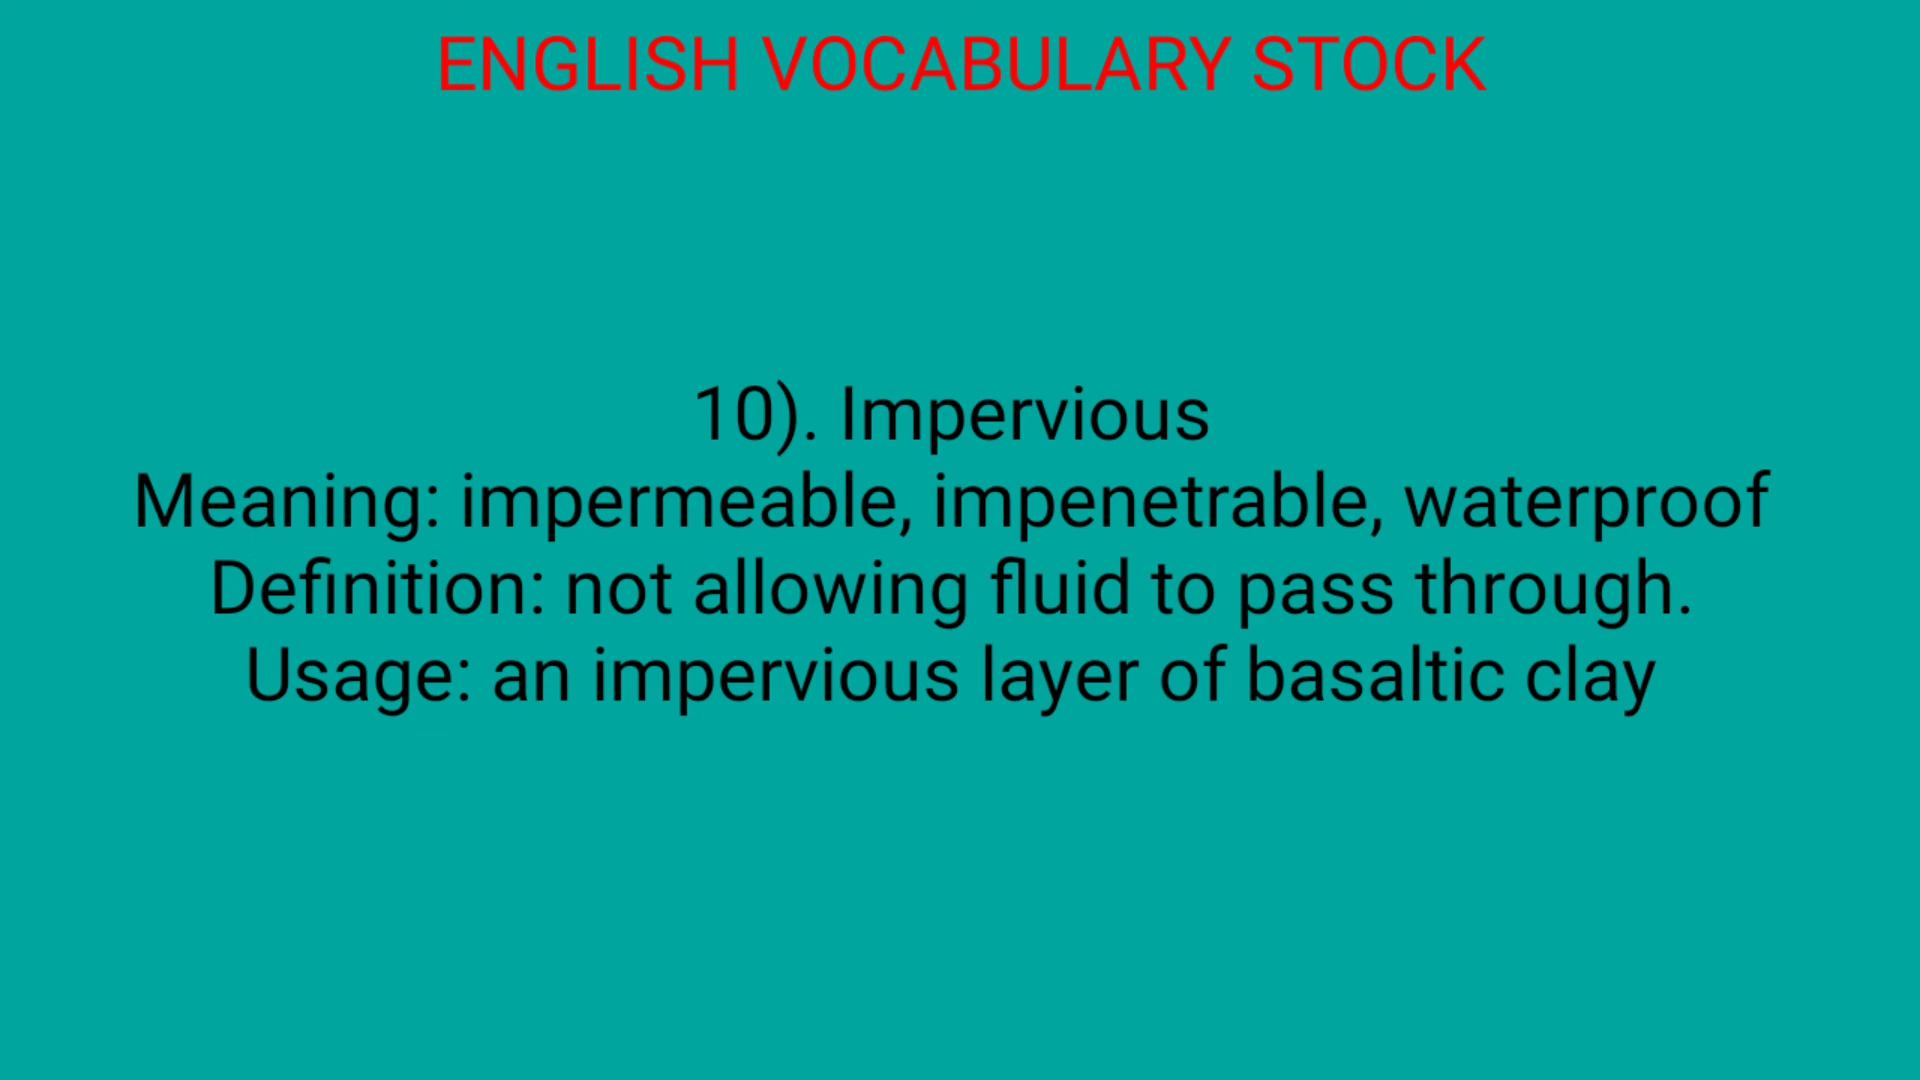 ENGLISH VOCABULARY STOCK
10). Impervious
Meaning: impermeable, impenetrable, waterproof
Definition: not allowing fluid to pass through.
Usage: an impervious layer of basaltic clay